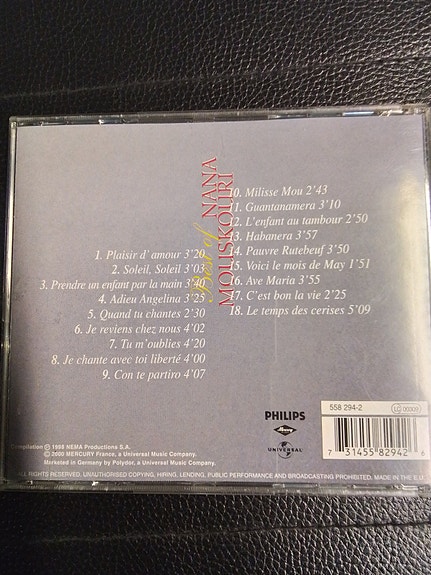 Best of NANA
MOUSKOURI
1. Plaisir d' amour 3'20
2. Soleil, Soleil 3'03
3. Prendre un enfant par la main 3'40
4. Adieu Angelina 3'25
5. Quand tu chantes 2'30
6. Je reviens chez nous 4'02
7. Tu m'oublies 4'20
8. Je chante avec toi liberté 4'00
9. Con te partiro 4'07
10. Milisse Mou 2'43
11. Guantanamera 3'10
12. L'enfant au tambour 2'50
13. Habanera 3'57
14. Pauvre Rutebeuf 3'50
15. Voici le mois de May 1'51
16. Ave Maria 3'55
17. C'est bon la vie 2'25
18. Le temps des cerises 5'09
PHILIPS
UNIVERSAL
558 294-2
LC 00009
7 31455 82942 6
Compilation ℗ 1998 NEMA Productions S.A.
© 2000 MERCURY France, a Universal Music Company.
Marketed in Germany by Polydor, a Universal Music Company.
ALL RIGHTS RESERVED. UNAUTHORISED COPYING, HIRING, LENDING, PUBLIC PERFORMANCE AND BROADCASTING PROHIBITED. MADE IN THE E.U.